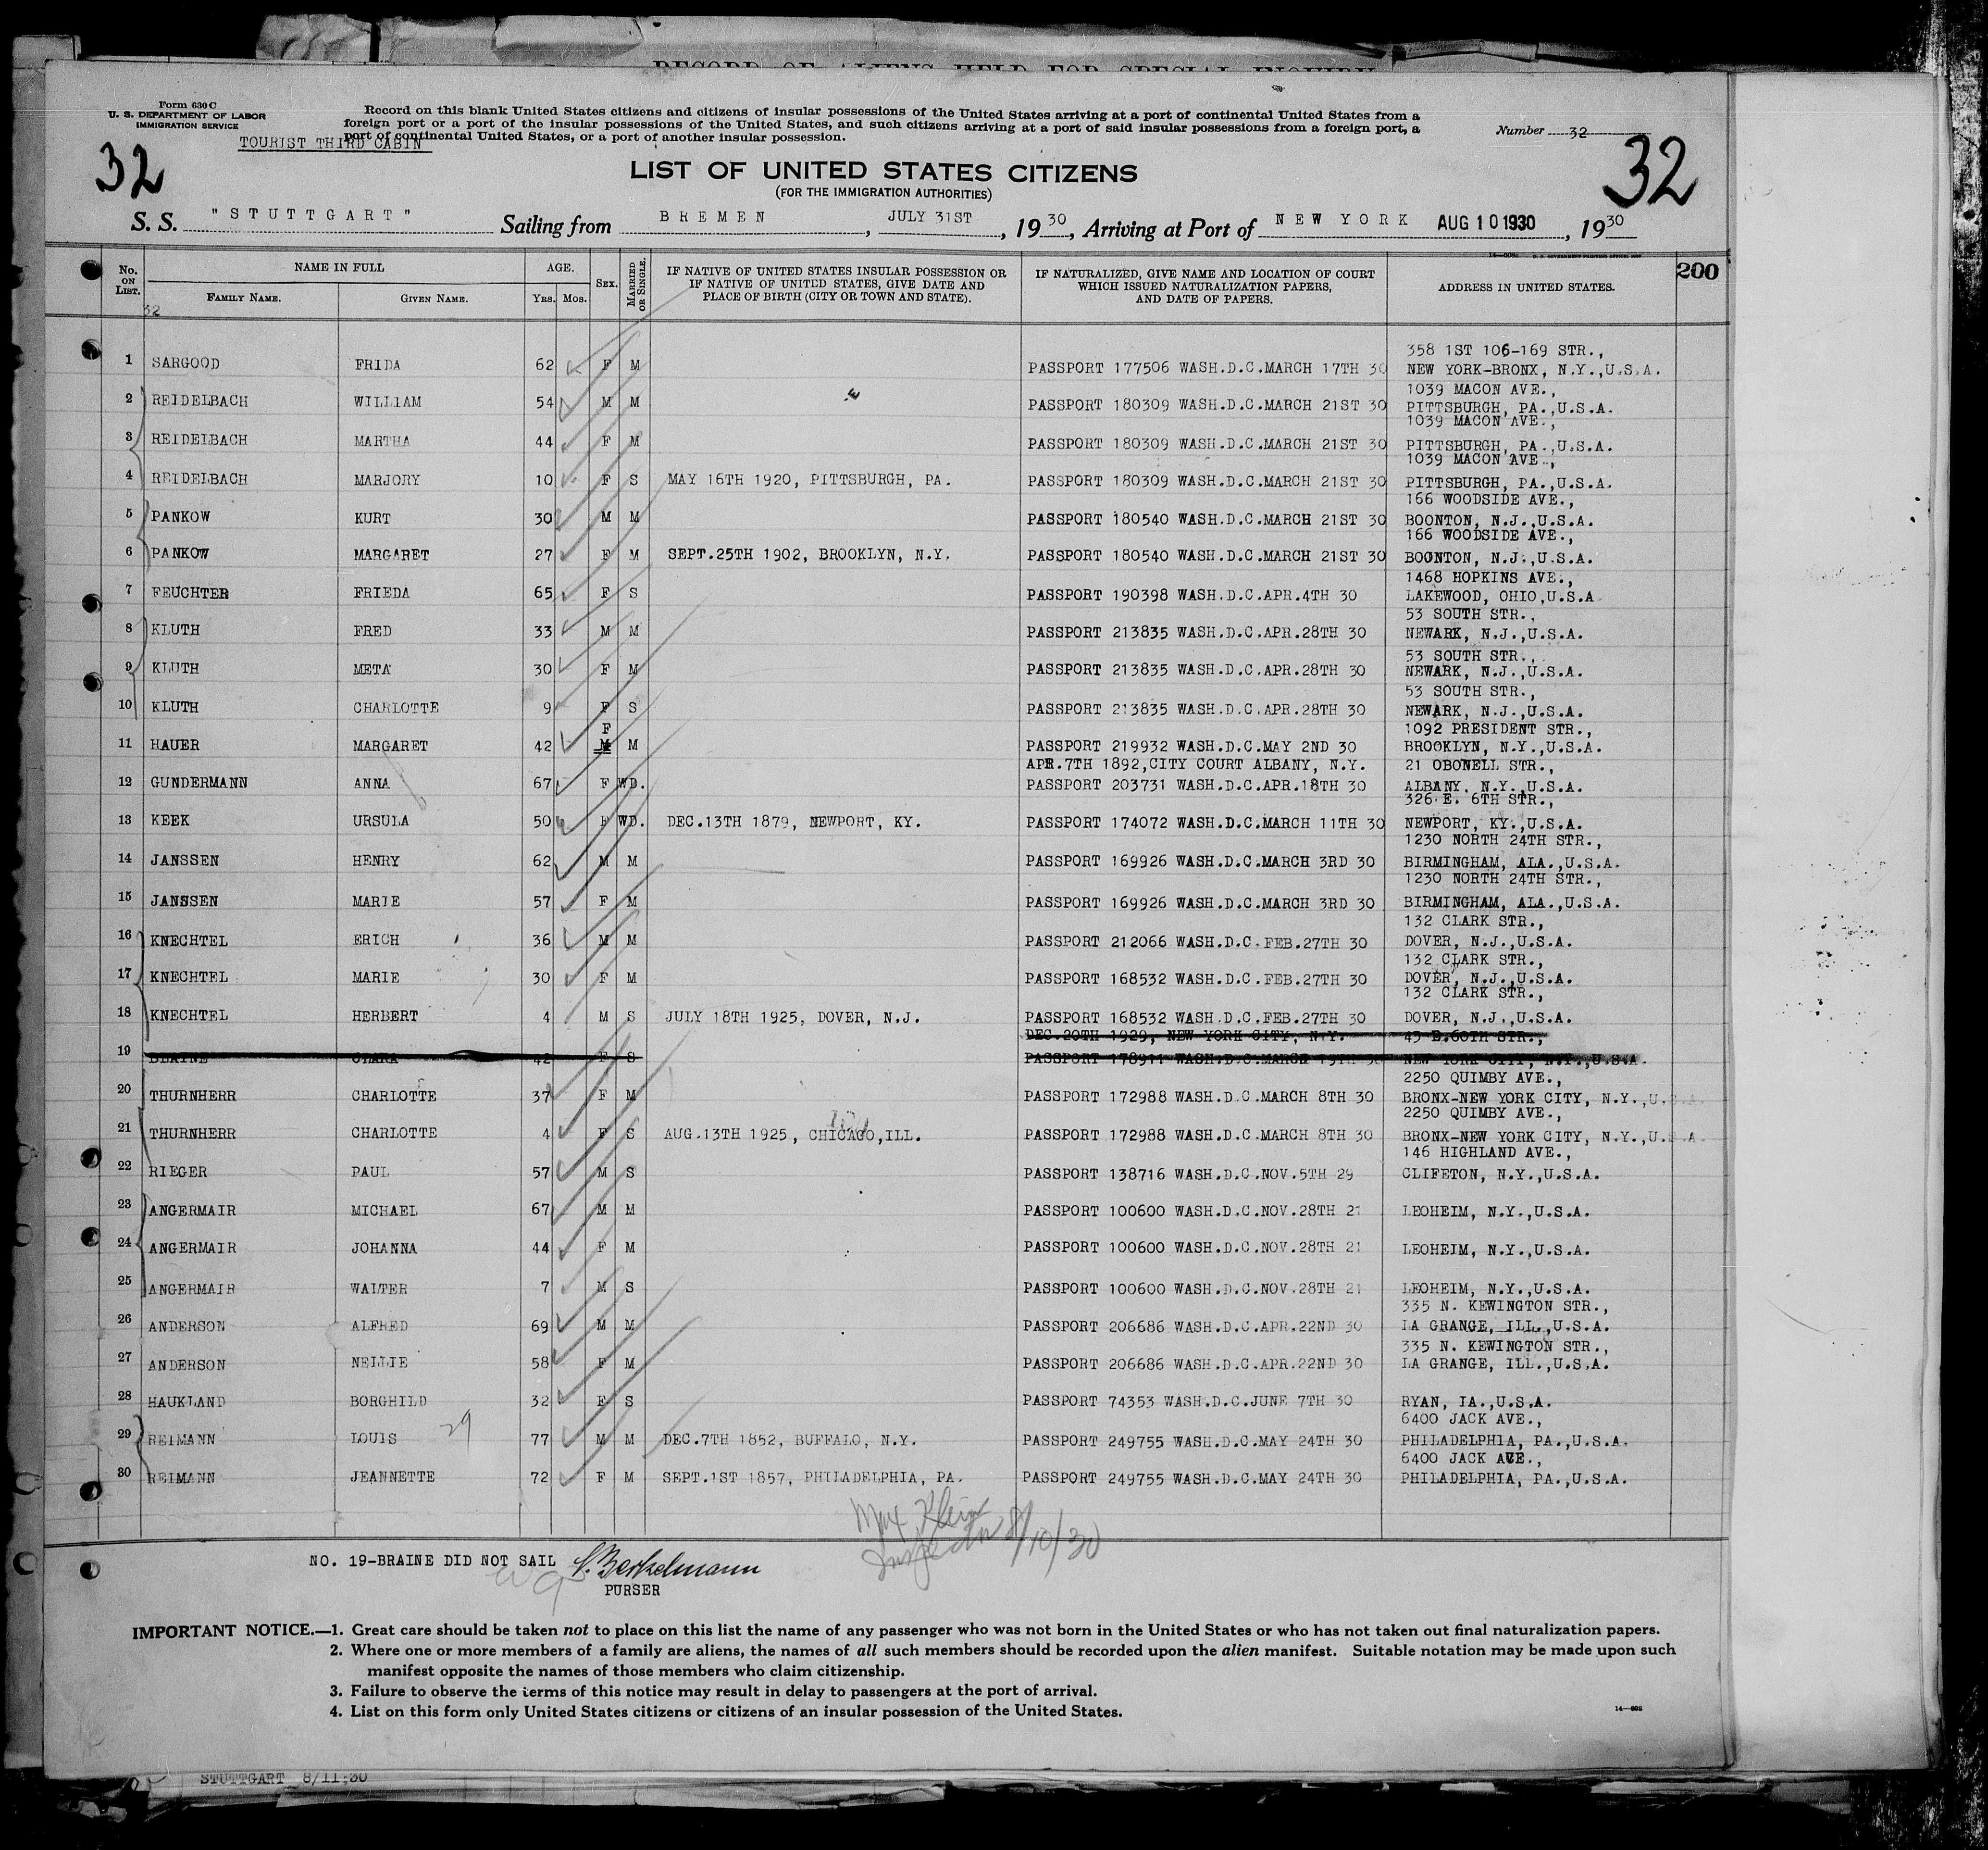 RECORD OF ALIENS HELD FOR SPECIAL INQUIRY
Form 630 C
U. S. DEPARTMENT OF LABOR
IMMIGRATION SERVICE
TOURIST THIRD CABIN
Record on this blank United States citizens and citizens of insular possessions of the United States arriving at a port of continental United States from a
foreign port or a port of the insular possessions of the United States, and such citizens arriving at a port of said insular possessions from a foreign port, a
port of continental United States, or a port of another insular possession.
Number 32
32
32
LIST OF UNITED STATES CITIZENS
(FOR THE IMMIGRATION AUTHORITIES)
S. S. "STUTTGART" Sailing from BREMEN, JULY 31ST, 1930, Arriving at Port of NEW YORK AUG 10 1930, 1930
No. ON LIST. NAME IN FULL AGE. Sex. MARRIED OR SINGLE. IF NATIVE OF UNITED STATES INSULAR POSSESSION OR IF NATIVE OF UNITED STATES, GIVE DATE AND PLACE OF BIRTH (CITY OR TOWN AND STATE). IF NATURALIZED, GIVE NAME AND LOCATION OF COURT WHICH ISSUED NATURALIZATION PAPERS, AND DATE OF PAPERS. ADDRESS IN UNITED STATES. 200
FAMILY NAME. GIVEN NAME. Yrs. Mos.
32
358 1ST 106-169 STR.,
1 SARGOOD FRIDA 62 F M PASSPORT 177506 WASH.D.C.MARCH 17TH 30 NEW YORK-BRONX, N.Y.,U.S.A.
1039 MACON AVE.,
2 REIDELBACH WILLIAM 54 M M PASSPORT 180309 WASH.D.C.MARCH 21ST 30 PITTSBURGH, PA.,U.S.A.
1039 MACON AVE.,
3 REIDELBACH MARTHA 44 F M PASSPORT 180309 WASH.D.C.MARCH 21ST 30 PITTSBURGH, PA.,U.S.A.
1039 MACON AVE.,
4 REIDELBACH MARJORY 10 F S MAY 16TH 1920, PITTSBURGH, PA. PASSPORT 180309 WASH.D.C.MARCH 21ST 30 PITTSBURGH, PA.,U.S.A.
166 WOODSIDE AVE.,
5 PANKOW KURT 30 M M PASSPORT 180540 WASH.D.C.MARCH 21ST 30 BOONTON, N.J.,U.S.A.
166 WOODSIDE AVE.,
6 PANKOW MARGARET 27 F M SEPT.25TH 1902, BROOKLYN, N.Y. PASSPORT 180540 WASH.D.C.MARCH 21ST 30 BOONTON, N.J.,U.S.A.
1468 HOPKINS AVE.,
7 FEUCHTER FRIEDA 65 F S PASSPORT 190398 WASH.D.C.APR.4TH 30 LAKEWOOD, OHIO,U.S.A
53 SOUTH STR.,
8 KLUTH FRED 33 M M PASSPORT 213835 WASH.D.C.APR.28TH 30 NEWARK, N.J.,U.S.A.
53 SOUTH STR.,
9 KLUTH META 30 F M PASSPORT 213835 WASH.D.C.APR.28TH 30 NEWARK, N.J.,U.S.A.
53 SOUTH STR.,
10 KLUTH CHARLOTTE 9 F S PASSPORT 213835 WASH.D.C.APR.28TH 30 NEWARK, N.J.,U.S.A.
F 1092 PRESIDENT STR.,
11 HAUER MARGARET 42 M M PASSPORT 219932 WASH.D.C.MAY 2ND 30 BROOKLYN, N.Y.,U.S.A.
APR.7TH 1892,CITY COURT ALBANY, N.Y. 21 OBONELL STR.,
12 GUNDERMANN ANNA 67 F WD. PASSPORT 203731 WASH.D.C.APR.18TH 30 ALBANY, N.Y.,U.S.A.
326 E. 6TH STR.,
13 KEEK URSULA 50 F WD. DEC.13TH 1879, NEWPORT, KY. PASSPORT 174072 WASH.D.C.MARCH 11TH 30 NEWPORT, KY.,U.S.A.
1230 NORTH 24TH STR.,
14 JANSSEN HENRY 62 M M PASSPORT 169926 WASH.D.C.MARCH 3RD 30 BIRMINGHAM, ALA.,U.S.A.
1230 NORTH 24TH STR.,
15 JANSSEN MARIE 57 F M PASSPORT 169926 WASH.D.C.MARCH 3RD 30 BIRMINGHAM, ALA.,U.S.A.
132 CLARK STR.,
16 KNECHTEL ERICH 36 M M PASSPORT 212066 WASH.D.C.FEB.27TH 30 DOVER, N.J.,U.S.A.
132 CLARK STR.,
17 KNECHTEL MARIE 30 F M PASSPORT 168532 WASH.D.C.FEB.27TH 30 DOVER, N.J.,U.S.A.
132 CLARK STR.,
18 KNECHTEL HERBERT 4 M S JULY 18TH 1925, DOVER, N.J. PASSPORT 168532 WASH.D.C.FEB.27TH 30 DOVER, N.J.,U.S.A.
DEC.20TH 1929, NEW YORK CITY, N.Y. 45 E.60TH STR.,
19 BRAINE CLARA 42 F S PASSPORT 178911 WASH.D.C.MARCH 19TH 30 NEW YORK CITY, N.Y.,U.S.A.
2250 QUIMBY AVE.,
20 THURNHERR CHARLOTTE 37 F M PASSPORT 172988 WASH.D.C.MARCH 8TH 30 BRONX-NEW YORK CITY, N.Y.,U.S.A.
2250 QUIMBY AVE.,
21 THURNHERR CHARLOTTE 4 F S AUG.13TH 1925, CHICAGO,ILL. PASSPORT 172988 WASH.D.C.MARCH 8TH 30 BRONX-NEW YORK CITY, N.Y.,U.S.A.
146 HIGHLAND AVE.,
22 RIEGER PAUL 57 M S PASSPORT 138716 WASH.D.C.NOV.5TH 29 CLIFETON, N.Y.,U.S.A.
23 ANGERMAIR MICHAEL 67 M M PASSPORT 100600 WASH.D.C.NOV.28TH 21 LEOHEIM, N.Y.,U.S.A.
24 ANGERMAIR JOHANNA 44 F M PASSPORT 100600 WASH.D.C.NOV.28TH 21 LEOHEIM, N.Y.,U.S.A.
25 ANGERMAIR WALTER 7 M S PASSPORT 100600 WASH.D.C.NOV.28TH 21 LEOHEIM, N.Y.,U.S.A.
335 N. KEWINGTON STR.,
26 ANDERSON ALFRED 69 M M PASSPORT 206686 WASH.D.C.APR.22ND 30 LA GRANGE, ILL.,U.S.A.
335 N. KEWINGTON STR.,
27 ANDERSON NELLIE 58 F M PASSPORT 206686 WASH.D.C.APR.22ND 30 LA GRANGE, ILL.,U.S.A.
28 HAUKLAND BORGHILD 32 F S PASSPORT 74353 WASH.D.C.JUNE 7TH 30 RYAN, IA.,U.S.A.
6400 JACK AVE.,
29 REIMANN LOUIS 29 77 M M DEC.7TH 1852, BUFFALO, N.Y. PASSPORT 249755 WASH.D.C.MAY 24TH 30 PHILADELPHIA, PA.,U.S.A.
6400 JACK AVE.,
30 REIMANN JEANNETTE 72 F M SEPT.1ST 1857, PHILADELPHIA, PA. PASSPORT 249755 WASH.D.C.MAY 24TH 30 PHILADELPHIA, PA.,U.S.A.
Max Klein
Inspector 8/10/30
NO. 19-BRAINE DID NOT SAIL
PURSER
IMPORTANT NOTICE.—1. Great care should be taken not to place on this list the name of any passenger who was not born in the United States or who has not taken out final naturalization papers.
2. Where one or more members of a family are aliens, the names of all such members should be recorded upon the alien manifest. Suitable notation may be made upon such
manifest opposite the names of those members who claim citizenship.
3. Failure to observe the terms of this notice may result in delay to passengers at the port of arrival.
4. List on this form only United States citizens or citizens of an insular possession of the United States.
14—606
STUTTGART 8/11/30